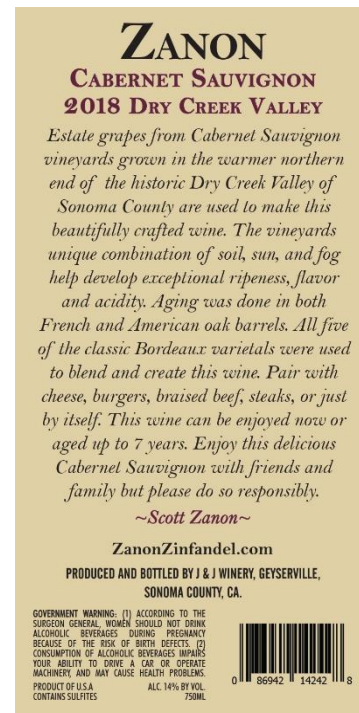 ZANON
CABERNET SAUVIGNON
2018 DRY CREEK VALLEY
Estate grapes from Cabernet Sauvignon
vineyards grown in the warmer northern
end of the historic Dry Creek Valley of
Sonoma County are used to make this
beautifully crafted wine. The vineyards
unique combination of soil, sun, and fog
help develop exceptional ripeness, flavor
and acidity. Aging was done in both
French and American oak barrels. All five
of the classic Bordeaux varietals were used
to blend and create this wine. Pair with
cheese, burgers, braised beef, steaks, or just
by itself. This wine can be enjoyed now or
aged up to 7 years. Enjoy this delicious
Cabernet Sauvignon with friends and
family but please do so responsibly.
~Scott Zanon~
ZanonZinfandel.com
PRODUCED AND BOTTLED BY J & J WINERY, GEYSERVILLE,
SONOMA COUNTY, CA.
GOVERNMENT WARNING: (1) ACCORDING TO THE
SURGEON GENERAL, WOMEN SHOULD NOT DRINK
ALCOHOLIC BEVERAGES DURING PREGNANCY
BECAUSE OF THE RISK OF BIRTH DEFECTS. (2)
CONSUMPTION OF ALCOHOLIC BEVERAGES IMPAIRS
YOUR ABILITY TO DRIVE A CAR OR OPERATE
MACHINERY, AND MAY CAUSE HEALTH PROBLEMS.
PRODUCT OF U.S.A ALC. 14% BY VOL.
CONTAINS SULFITES 750ML
0 86942 14242 8